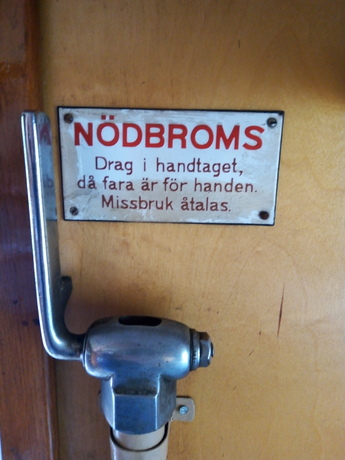 NÖDBROMS
Drag i handtaget,
då fara är för handen.
Missbruk åtalas.